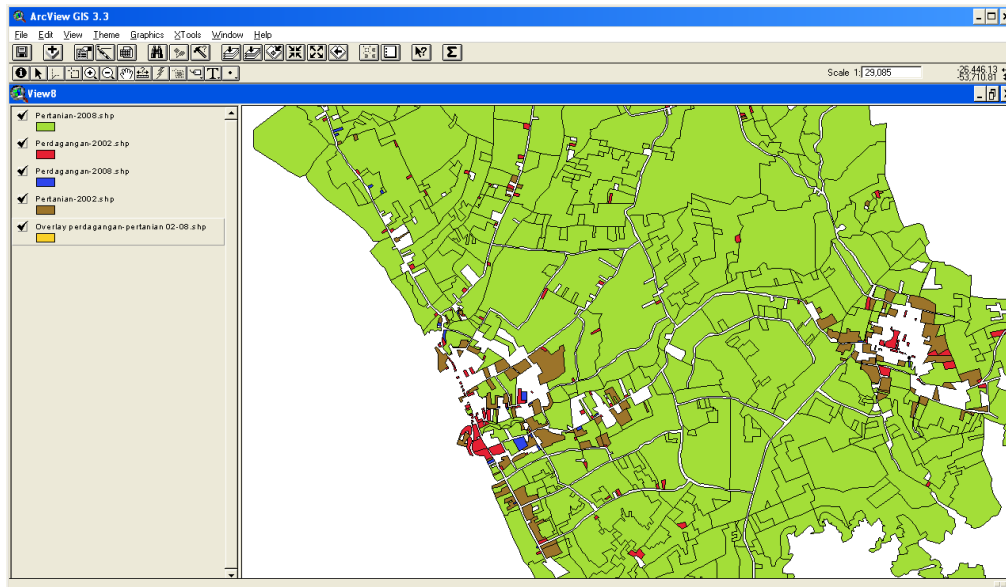 ArcView GIS 3.3
File Edit View Theme Graphics XTools Window Help
Scale 1: 29,085
-26,446.13
-53,710.81
View8
Pertanian-2008.shp
Perdagangan-2002.shp
Perdagangan-2008.shp
Pertanian-2002.shp
Overlay perdagangan-pertanian 02-08.shp